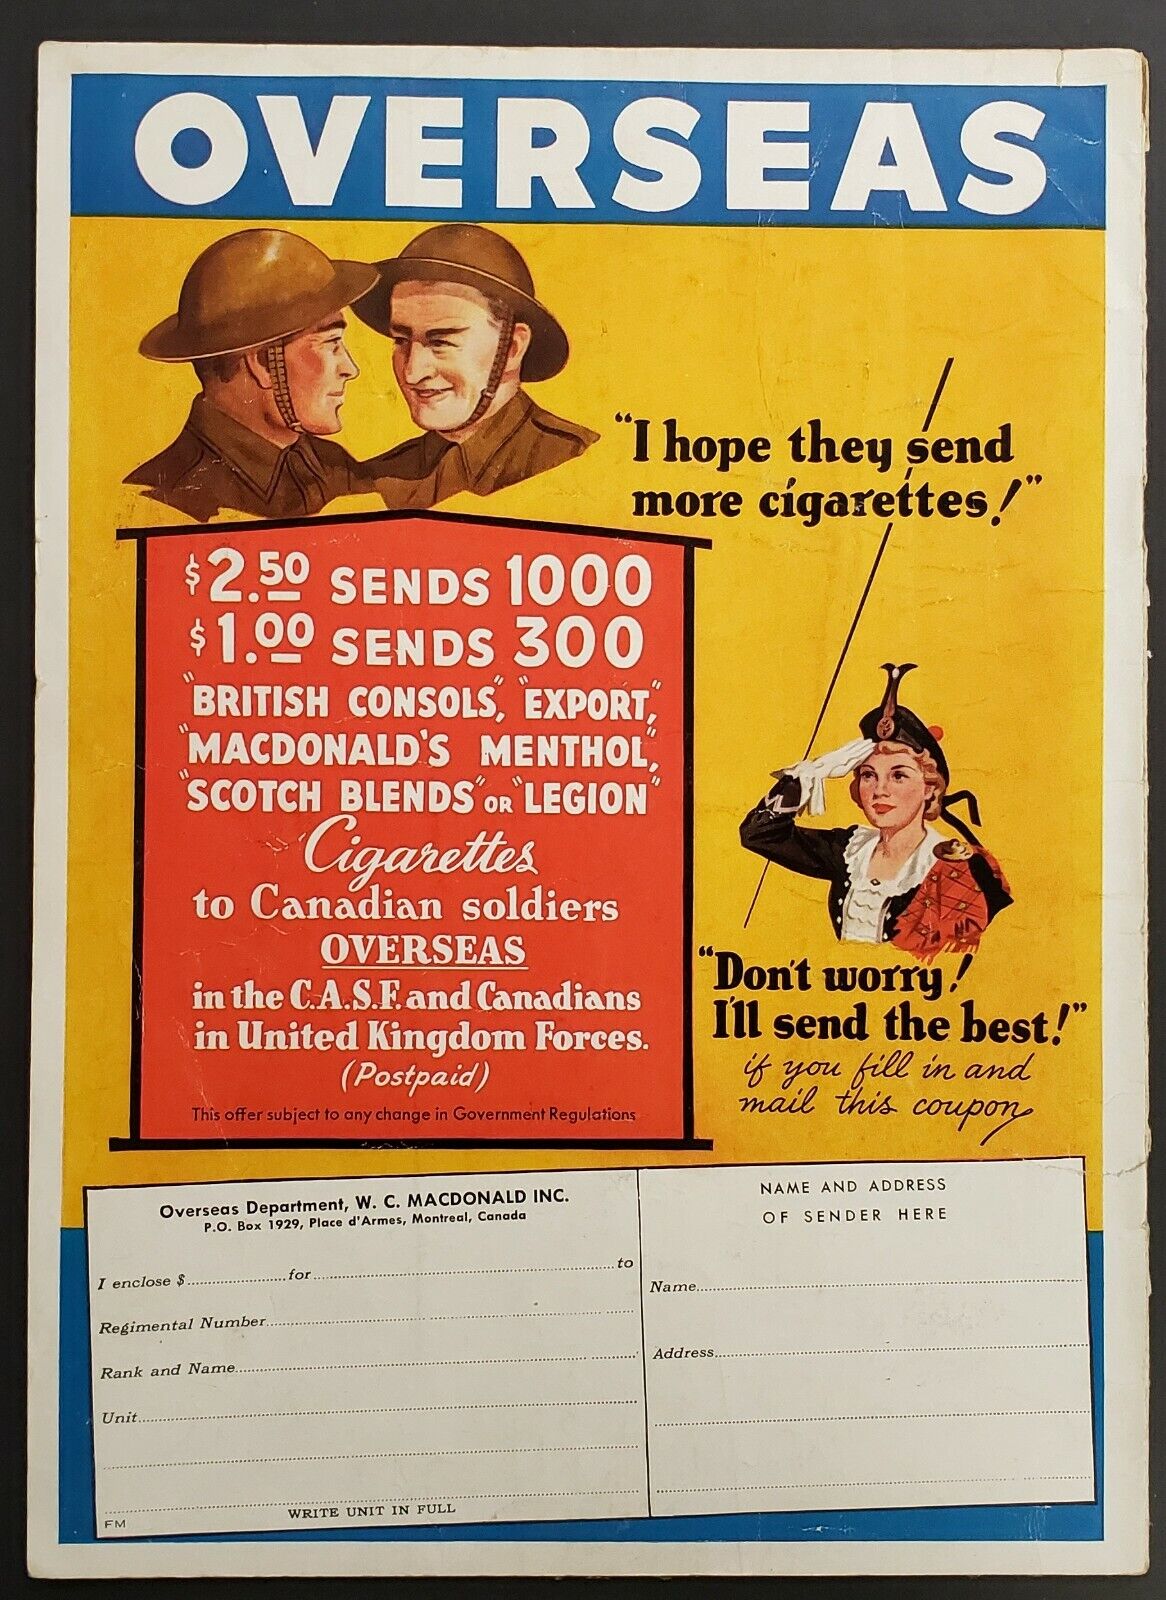 OVERSEAS
"I hope they send
more cigarettes!"
$2.50 SENDS 1000
$1.00 SENDS 300
"BRITISH CONSOLS", "EXPORT,"
"MACDONALD'S MENTHOL,"
"SCOTCH BLENDS" OR "LEGION"
Cigarettes
to Canadian soldiers
OVERSEAS
in the C.A.S.F. and Canadians
in United Kingdom Forces.
(Postpaid)
This offer subject to any change in Government Regulations
"Don't worry!
I'll send the best!"
if you fill in and
mail this coupon
Overseas Department, W. C. MACDONALD INC.
P.O. Box 1929, Place d'Armes, Montreal, Canada
I enclose $ for to
Regimental Number
Rank and Name
Unit
WRITE UNIT IN FULL
FM
NAME AND ADDRESS
OF SENDER HERE
Name
Address